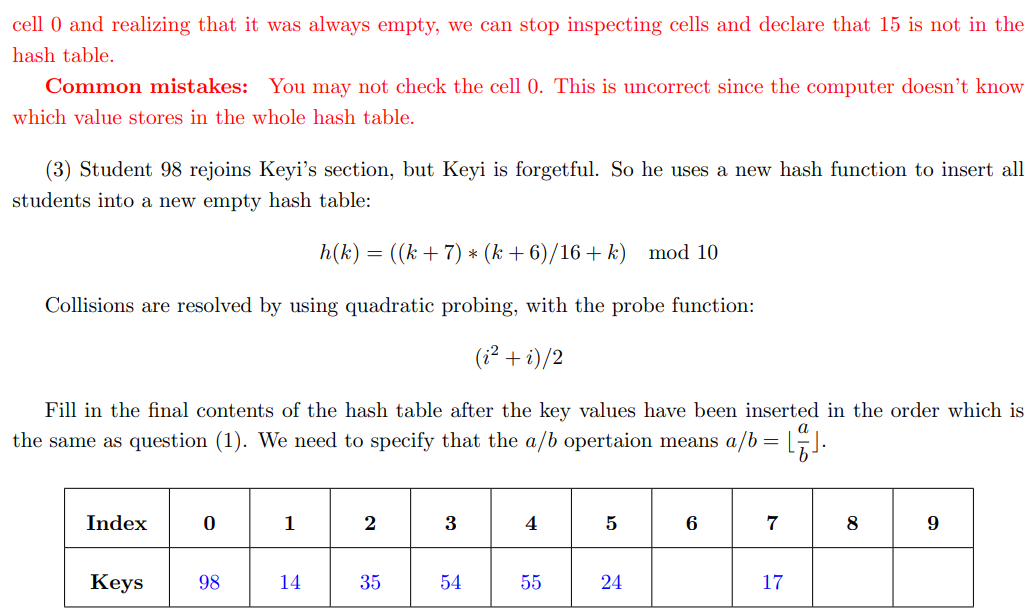 cell 0 and realizing that it was always empty, we can stop inspecting cells and declare that 15 is not in the
hash table.
Common mistakes: You may not check the cell 0. This is uncorrect since the computer doesn't know
which value stores in the whole hash table.
(3) Student 98 rejoins Keyi's section, but Keyi is forgetful. So he uses a new hash function to insert all
students into a new empty hash table:
h(k) = ((k + 7) ∗ (k + 6)/16 + k) mod 10
Collisions are resolved by using quadratic probing, with the probe function:
(i² + i)/2
Fill in the final contents of the hash table after the key values have been inserted in the order which is
the same as question (1). We need to specify that the a/b opertaion means a/b = ⌊a/b⌋.
Index 0 1 2 3 4 5 6 7 8 9
Keys 98 14 35 54 55 24 17